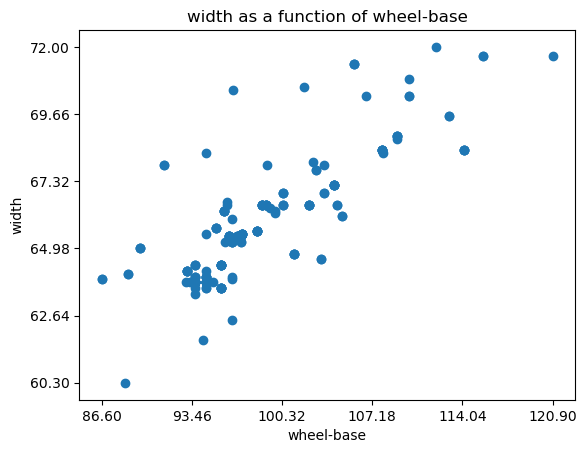 width as a function of wheel-base
72.00
69.66
67.32
64.98
62.64
60.30
width
86.60 93.46 100.32 107.18 114.04 120.90
wheel-base